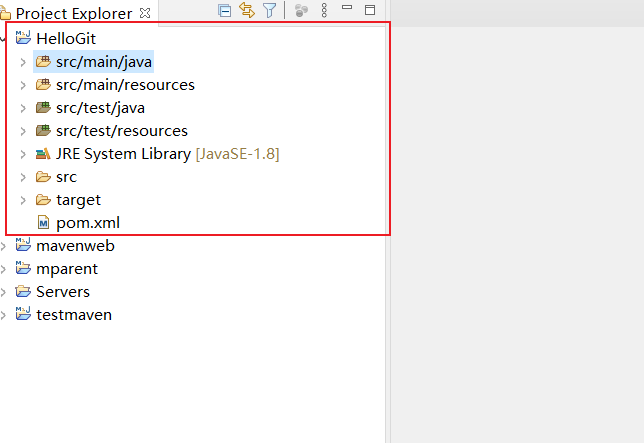 Project Explorer
HelloGit
src/main/java
src/main/resources
src/test/java
src/test/resources
JRE System Library [JavaSE-1.8]
src
target
pom.xml
mavenweb
mparent
Servers
testmaven